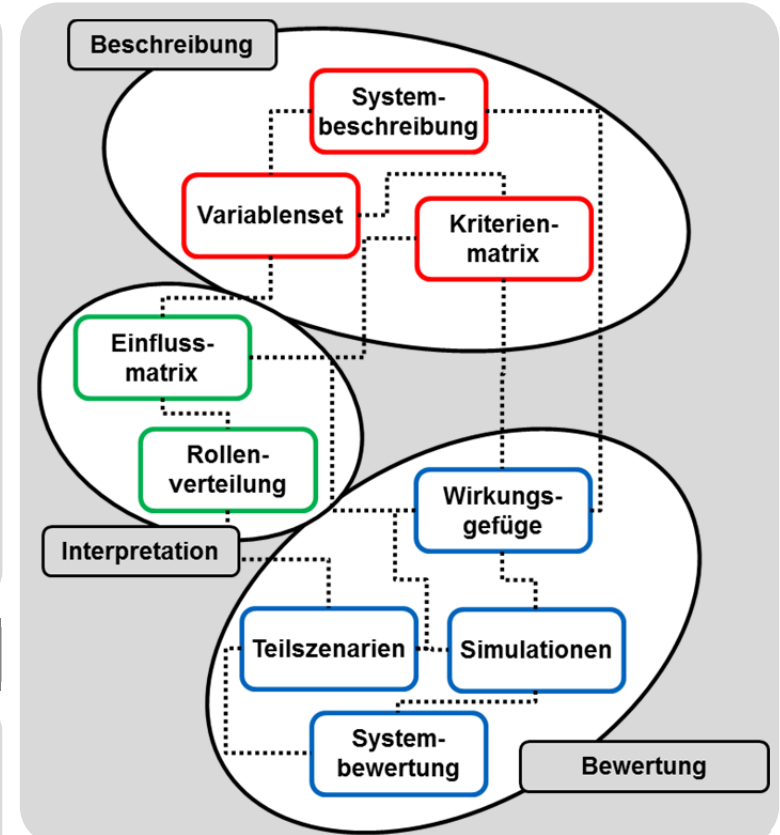 Beschreibung
System-
beschreibung
Variablenset
Kriterien-
matrix
Einfluss-
matrix
Rollen-
verteilung
Interpretation
Wirkungs-
gefüge
Teilszenarien
Simulationen
System-
bewertung
Bewertung